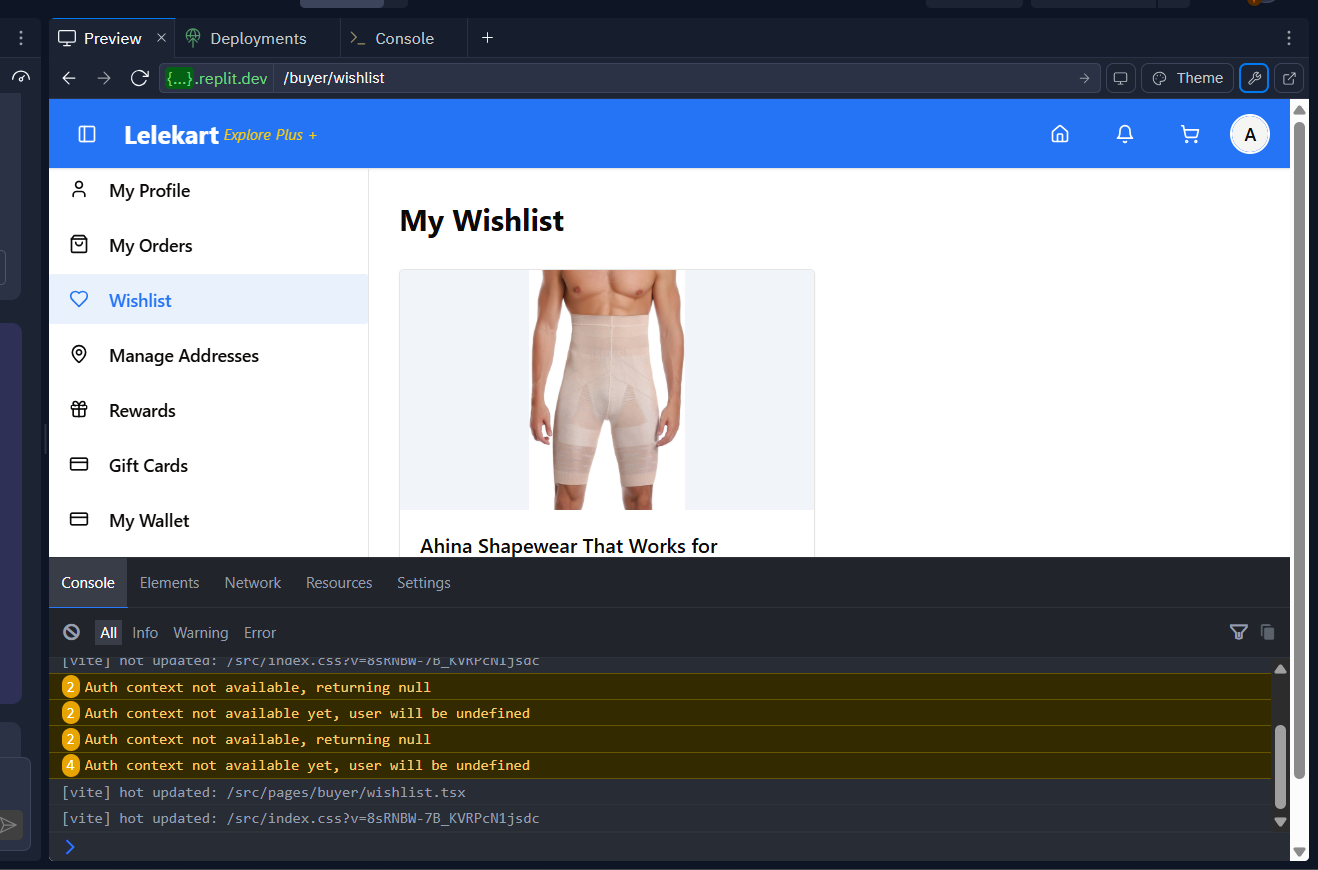 Preview
Deployments
Console
{...}.replit.dev /buyer/wishlist
Theme
Lelekart Explore Plus +
A
My Profile
My Orders
Wishlist
Manage Addresses
Rewards
Gift Cards
My Wallet
My Wishlist
Ahina Shapewear That Works for
Console Elements Network Resources Settings
All Info Warning Error
[vite] hot updated: /src/index.css?v=8sRNBW-7B_KVRPcN1jsdc
2 Auth context not available, returning null
2 Auth context not available yet, user will be undefined
2 Auth context not available, returning null
4 Auth context not available yet, user will be undefined
[vite] hot updated: /src/pages/buyer/wishlist.tsx
[vite] hot updated: /src/index.css?v=8sRNBW-7B_KVRPcN1jsdc